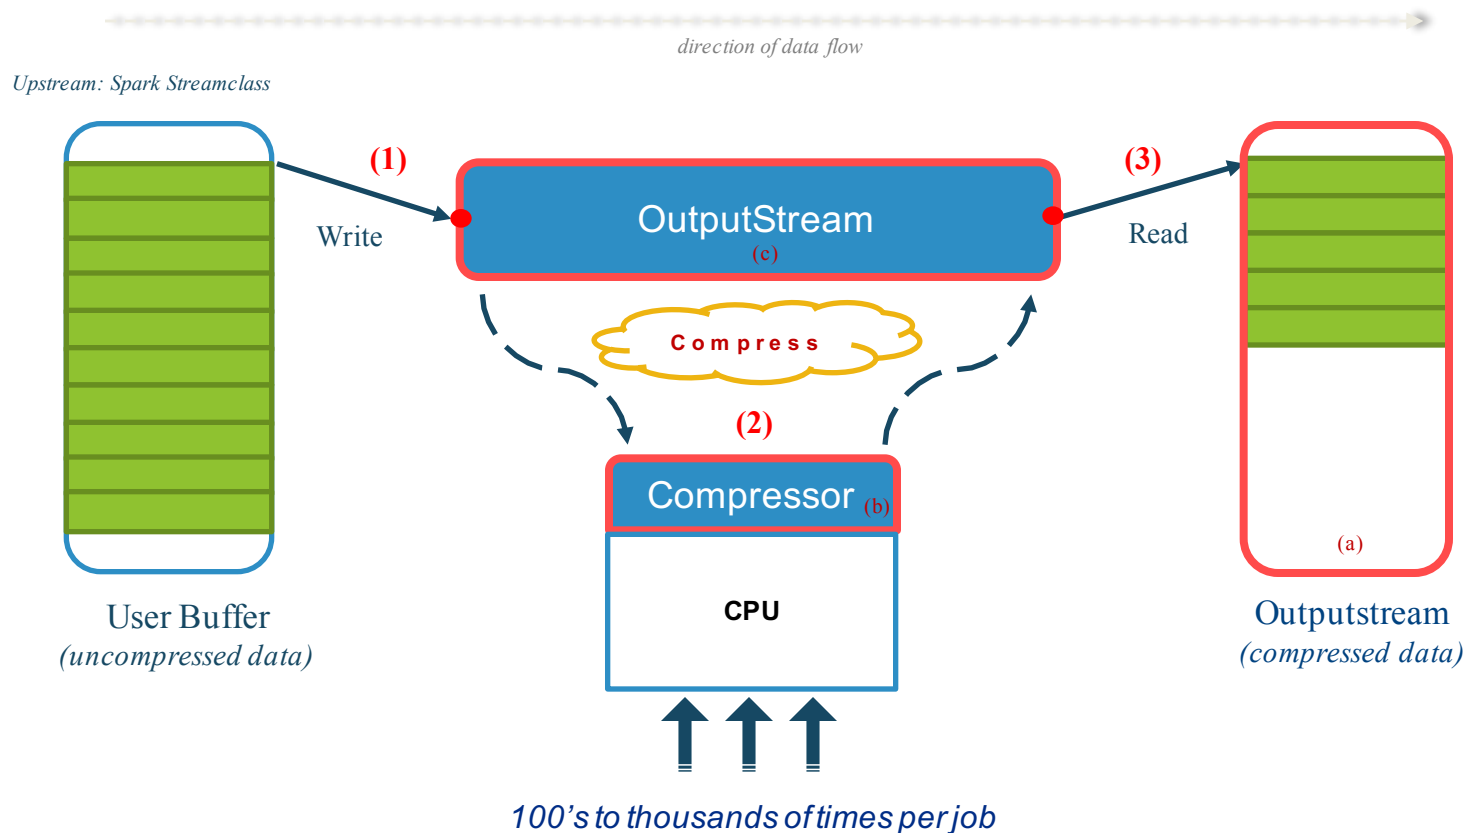 direction of data flow
Upstream: Spark Streamclass
(1)
Write
OutputStream
(c)
(3)
Read
Compress
(2)
Compressor
(b)
CPU
(a)
User Buffer
(uncompressed data)
Outputstream
(compressed data)
100's to thousands of times per job